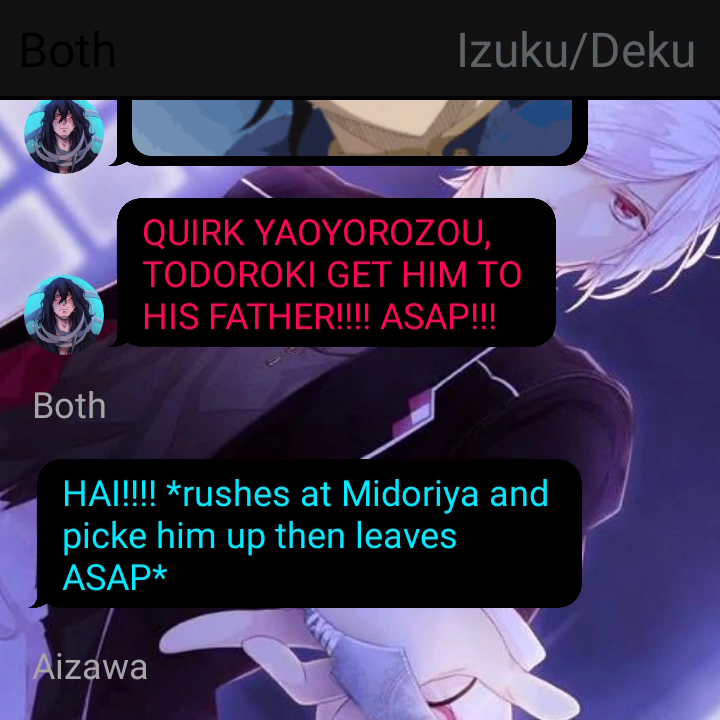 Both Izuku/Deku
QUIRK YAOYOROZOU,
TODOROKI GET HIM TO
HIS FATHER!!!! ASAP!!!
Both
HAI!!!! *rushes at Midoriya and
picke him up then leaves
ASAP*
Aizawa